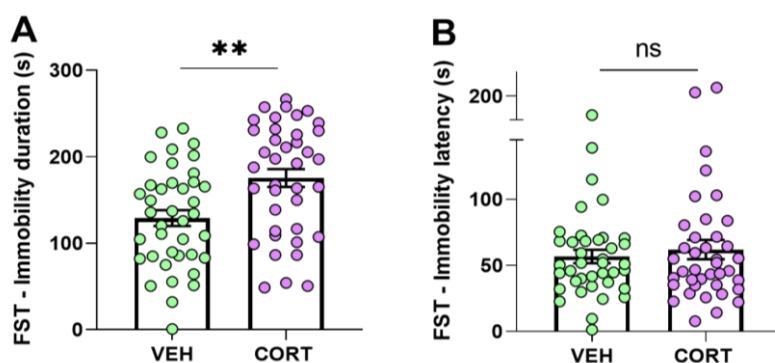 A
**
FST - Immobility duration (s)
300
200
100
0
VEH CORT
B
ns
FST - Immobility latency (s)
200
100
50
0
VEH CORT